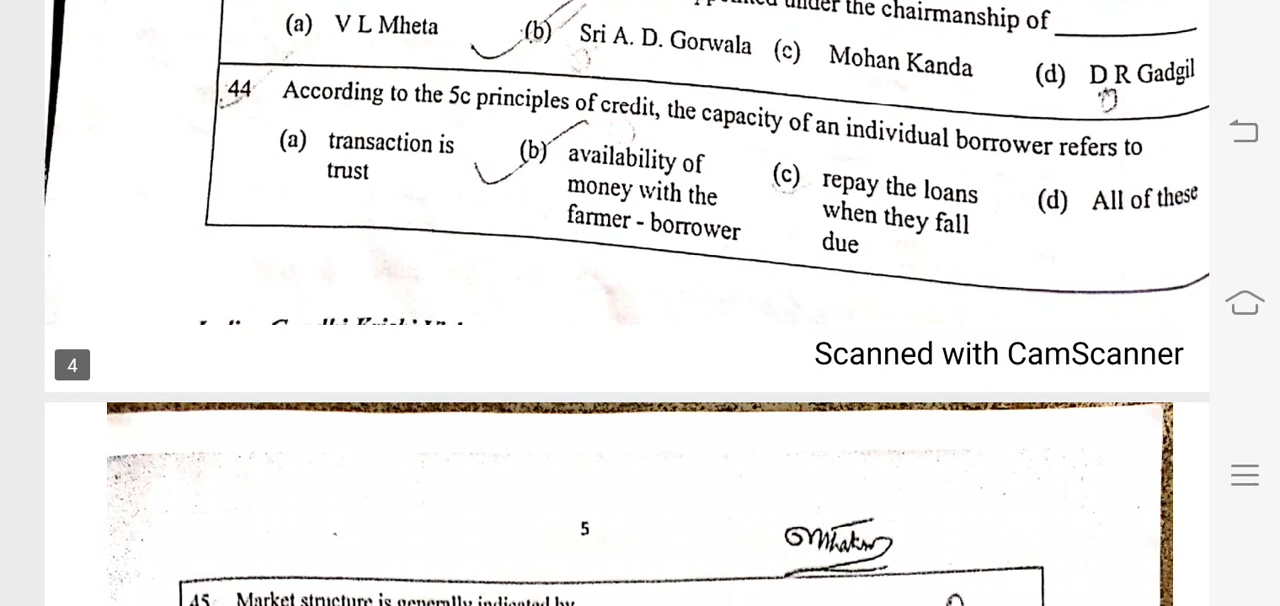 under the chairmanship of
(a) V L Mheta (b) Sri A. D. Gorwala (c) Mohan Kanda (d) D R Gadgil
44 According to the 5c principles of credit, the capacity of an individual borrower refers to
(a) transaction is trust
(b) availability of money with the farmer - borrower
(c) repay the loans when they fall due
(d) All of these
4
Scanned with CamScanner
5
45 Market structure is generally indicated by